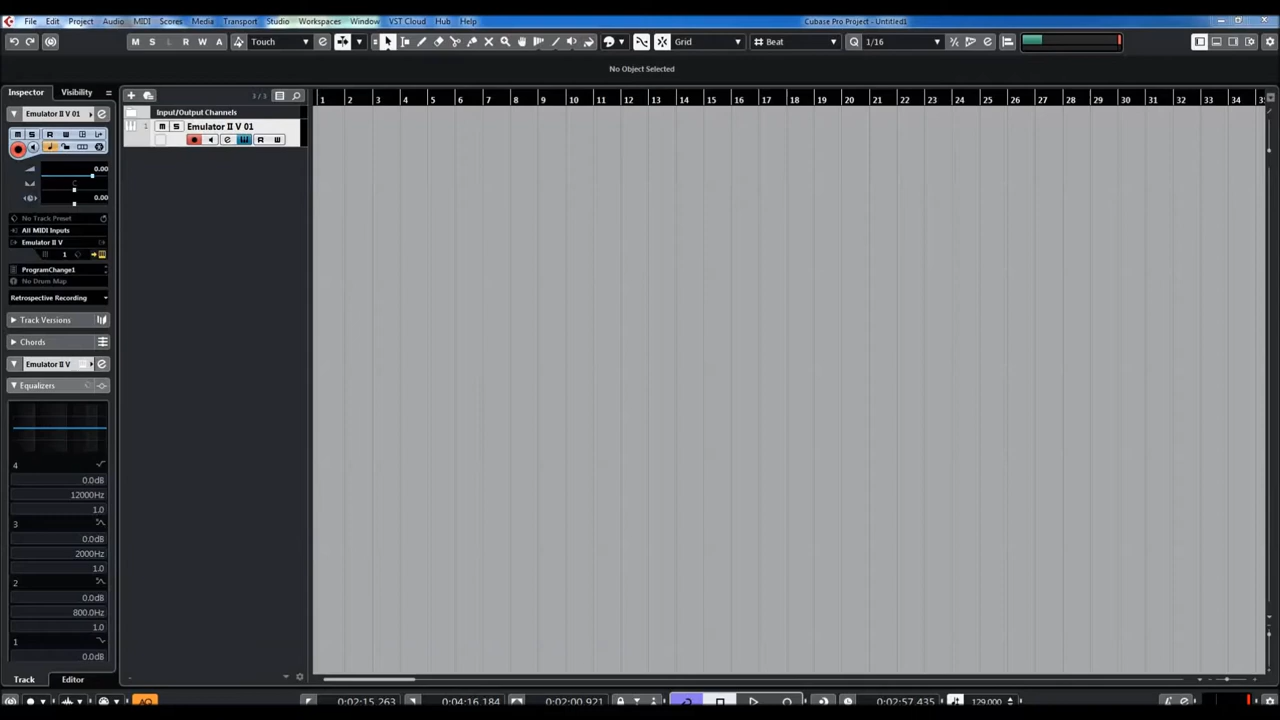 File Edit Project Audio MIDI Scores Media Transport Studio Workspaces Window VST Cloud Hub Help Cubase Pro Project - Untitled1
M S L R W A Touch Grid Beat Q 1/16
No Object Selected
Inspector Visibility
Emulator II V 01 e
M S R W
0.00
C
0.00
No Track Preset
All MIDI Inputs
Emulator II V
1
ProgramChange1
No Drum Map
Retrospective Recording
Track Versions
Chords
Emulator II V e
Equalizers
4
0.0dB
12000Hz
1.0
3
0.0dB
2000Hz
1.0
2
0.0dB
800.0Hz
1.0
1
0.0dB
Track Editor
3 / 3
Input/Output Channels
1 M S Emulator II V 01
e R W
1 2 3 4 5 6 7 8 9 10 11 12 13 14 15 16 17 18 19 20 21 22 23 24 25 26 27 28 29 30 31 32 33 34
AQ 0:02:15.263 0:04:16.184 0:02:00.921 0:02:57.435 129.000